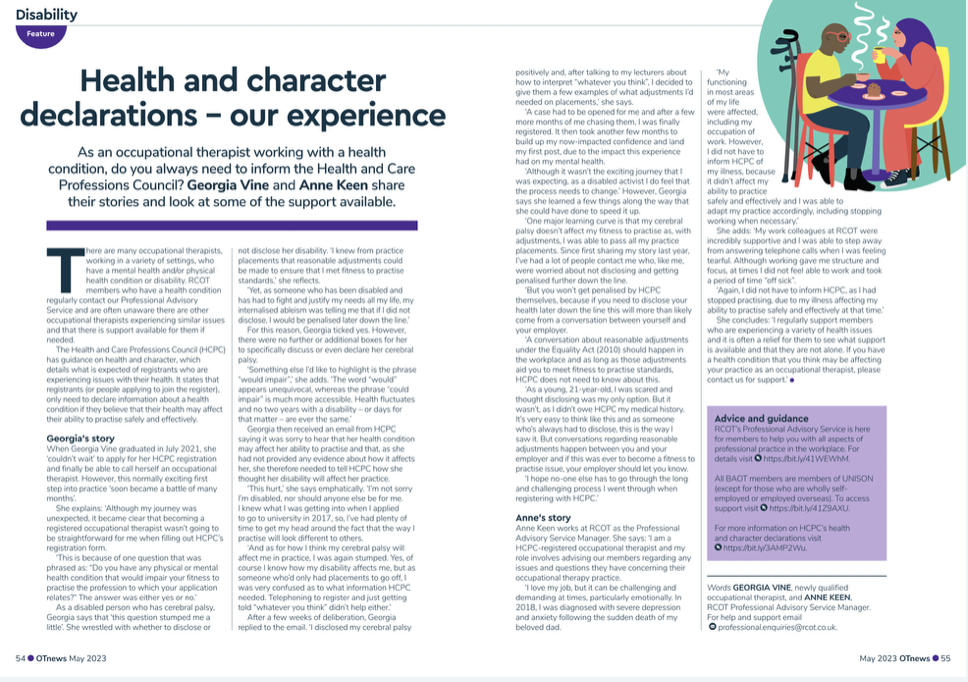 Disability
Feature
Health and character
declarations – our experience
As an occupational therapist working with a health
condition, do you always need to inform the Health and Care
Professions Council? Georgia Vine and Anne Keen share
their stories and look at some of the support available.
There are many occupational therapists,
working in a variety of settings, who
have a mental health and/or physical
health condition or disability. RCOT
members who have a health condition
regularly contact our Professional Advisory
Service and are often unaware there are other
occupational therapists experiencing similar issues
and that there is support available for them if
needed.
The Health and Care Professions Council (HCPC)
has guidance on health and character, which
details what is expected of registrants who are
experiencing issues with their health. It states that
registrants (or people applying to join the register),
only need to declare information about a health
condition if they believe that their health may affect
their ability to practise safely and effectively.
Georgia's story
When Georgia Vine graduated in July 2021, she
'couldn't wait' to apply for her HCPC registration
and finally be able to call herself an occupational
therapist. However, this normally exciting first
step into practice 'soon became a battle of many
months'.
She explains: 'Although my journey was
unexpected, it became clear that becoming a
registered occupational therapist wasn't going to
be straightforward for me when filling out HCPC's
registration form.
'This is because of one question that was
phrased as: "Do you have any physical or mental
health condition that would impair your fitness to
practise the profession to which your application
relates?" The answer was either yes or no.'
As a disabled person who has cerebral palsy,
Georgia says that 'this question stumped me a
little'. She wrestled with whether to disclose or
not disclose her disability. 'I knew from practice
placements that reasonable adjustments could
be made to ensure that I met fitness to practise
standards,' she reflects.
'Yet, as someone who has been disabled and
has had to fight and justify my needs all my life, my
internalised ableism was telling me that if I did not
disclose, I would be penalised later down the line.'
For this reason, Georgia ticked yes. However,
there were no further or additional boxes for her
to specifically discuss or even declare her cerebral
palsy.
'Something else I'd like to highlight is the phrase
"would impair",' she adds. 'The word "would"
appears unequivocal, whereas the phrase "could
impair" is much more accessible. Health fluctuates
and no two years with a disability – or days for
that matter – are ever the same.'
Georgia then received an email from HCPC
saying it was sorry to hear that her health condition
may affect her ability to practise and that, as she
had not provided any evidence about how it affects
her, she therefore needed to tell HCPC how she
thought her disability will affect her practice.
'This hurt,' she says emphatically. 'I'm not sorry
I'm disabled, nor should anyone else be for me.
I knew what I was getting into when I applied
to go to university in 2017, so, I've had plenty of
time to get my head around the fact that the way I
practise will look different to others.
'And as for how I think my cerebral palsy will
affect me in practice, I was again stumped. Yes, of
course I know how my disability affects me, but as
someone who'd only had placements to go off, I
was very confused as to what information HCPC
needed. Telephoning to register and just getting
told "whatever you think" didn't help either.'
After a few weeks of deliberation, Georgia
replied to the email. 'I disclosed my cerebral palsy
positively and, after talking to my lecturers about
how to interpret "whatever you think", I decided to
give them a few examples of what adjustments I'd
needed on placements,' she says.
'A case had to be opened for me and after a few
more months of me chasing them, I was finally
registered. It then took another few months to
build up my now-impacted confidence and land
my first post, due to the impact this experience
had on my mental health.
'Although it wasn't the exciting journey that I
was expecting, as a disabled activist I do feel that
the process needs to change.' However, Georgia
says she learned a few things along the way that
she could have done to speed it up.
'One major learning curve is that my cerebral
palsy doesn't affect my fitness to practise as, with
adjustments, I was able to pass all my practice
placements. Since first sharing my story last year,
I've had a lot of people contact me who, like me,
were worried about not disclosing and getting
penalised further down the line.
'But you won't get penalised by HCPC
themselves, because if you need to disclose your
health later down the line this will more than likely
come from a conversation between yourself and
your employer.
'A conversation about reasonable adjustments
under the Equality Act (2010) should happen in
the workplace and as long as those adjustments
aid you to meet fitness to practise standards,
HCPC does not need to know about this.
'As a young, 21-year-old, I was scared and
thought disclosing was my only option. But it
wasn't, as I didn't owe HCPC my medical history.
It's very easy to think like this and as someone
who's always had to disclose, this is the way I
saw it. But conversations regarding reasonable
adjustments happen between you and your
employer and if this was ever to become a fitness to
practise issue, your employer should let you know.
'I hope no-one else has to go through the long
and challenging process I went through when
registering with HCPC.'
Anne's story
Anne Keen works at RCOT as the Professional
Advisory Service Manager. She says: 'I am a
HCPC-registered occupational therapist and my
role involves advising our members regarding any
issues and questions they have concerning their
occupational therapy practice.
'I love my job, but it can be challenging and
demanding at times, particularly emotionally. In
2018, I was diagnosed with severe depression
and anxiety following the sudden death of my
beloved dad.
'My
functioning
in most areas
of my life
were affected,
including my
occupation of
work. However,
I did not have to
inform HCPC of
my illness, because
it didn't affect my
ability to practice
safely and effectively and I was able to
adapt my practice accordingly, including stopping
working when necessary.'
She adds: 'My work colleagues at RCOT were
incredibly supportive and I was able to step away
from answering telephone calls when I was feeling
tearful. Although working gave me structure and
focus, at times I did not feel able to work and took
a period of time "off sick".
'Again, I did not have to inform HCPC, as I had
stopped practising, due to my illness affecting my
ability to practise safely and effectively at that time.'
She concludes: 'I regularly support members
who are experiencing a variety of health issues
and it is often a relief for them to see what support
is available and that they are not alone. If you have
a health condition that you think may be affecting
your practice as an occupational therapist, please
contact us for support.'
Advice and guidance
RCOT's Professional Advisory Service is here
for members to help you with all aspects of
professional practice in the workplace. For
details visit https://bit.ly/41WEWhM.
All BAOT members are members of UNISON
(except for those who are wholly self-
employed or employed overseas). To access
support visit https://bit.ly/41Z9AXU.
For more information on HCPC's health
and character declarations visit
https://bit.ly/3AMP2Wu.
Words GEORGIA VINE, newly qualified
occupational therapist, and ANNE KEEN,
RCOT Professional Advisory Service Manager.
For help and support email
professional.enquiries@rcot.co.uk.
54 OTnews May 2023
May 2023 OTnews 55